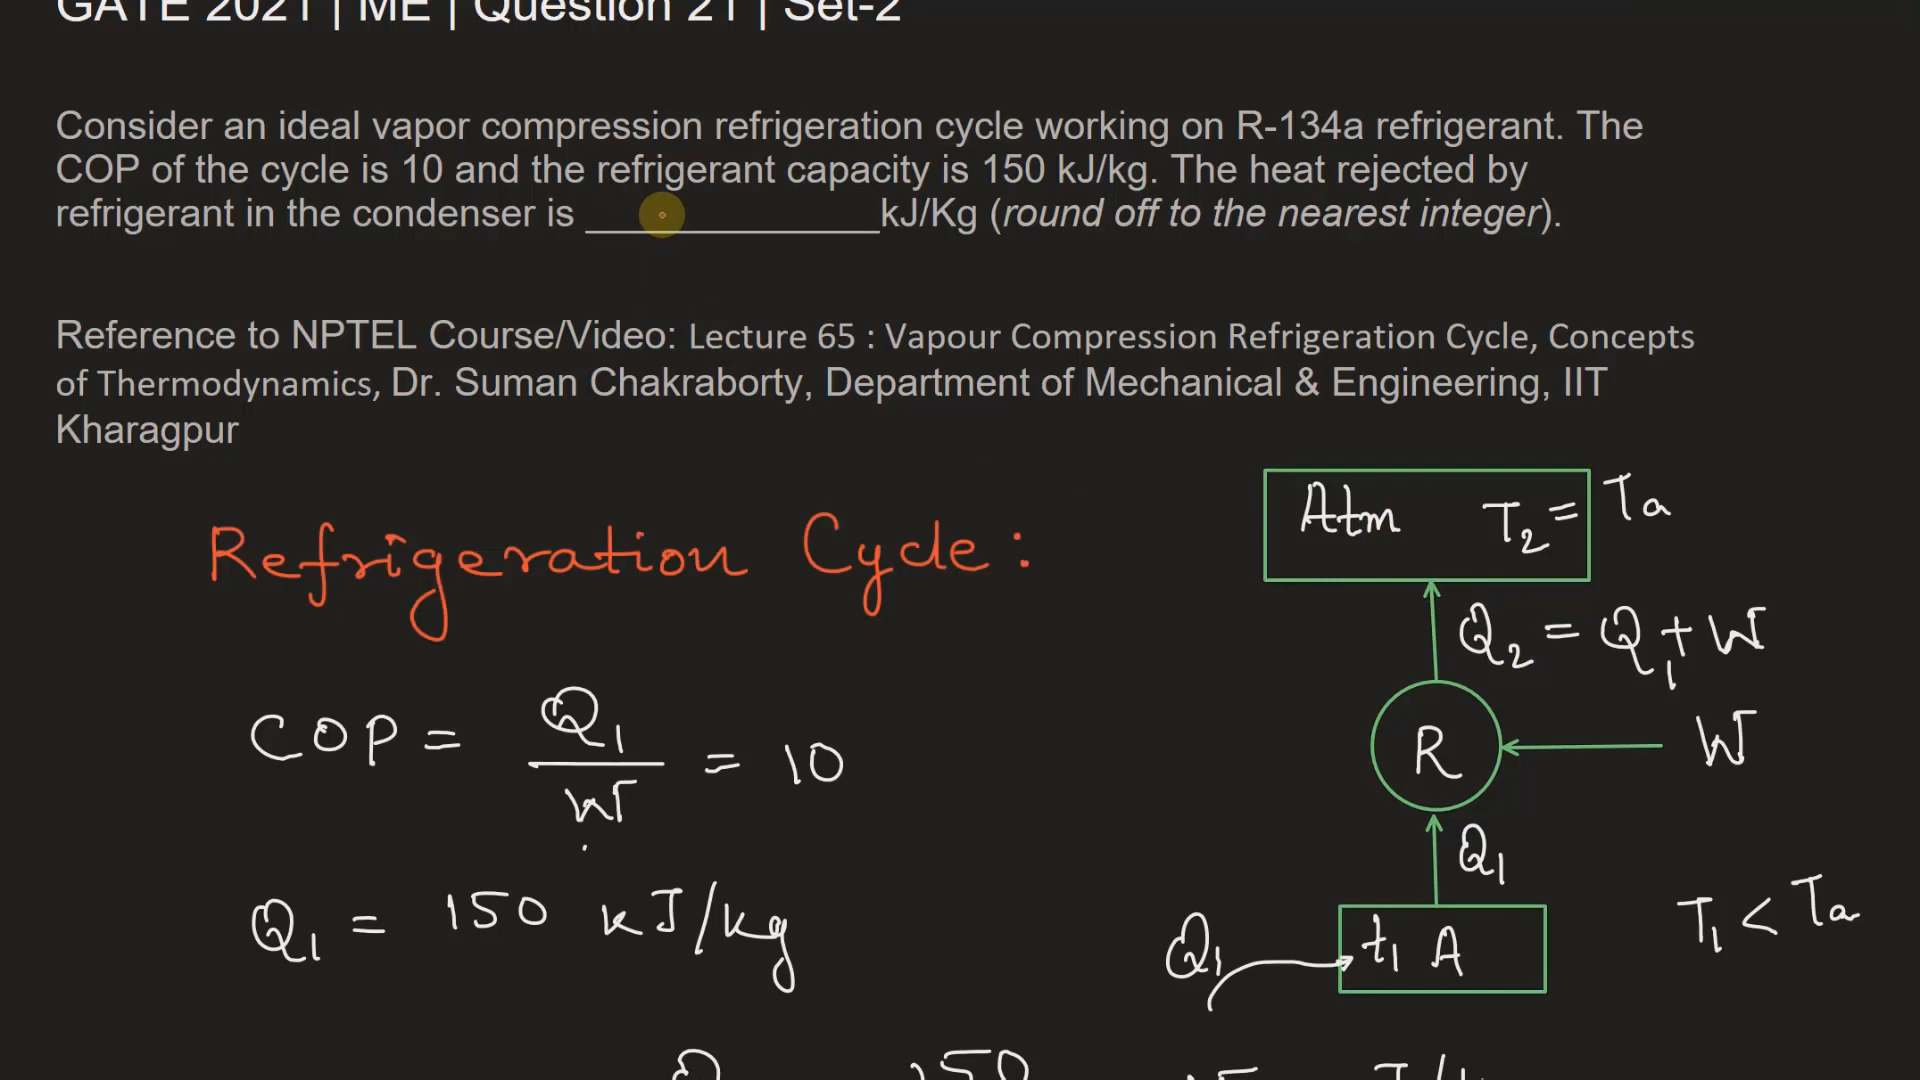 GATE 2021 | ME | Question 21 | Set-2
Consider an ideal vapor compression refrigeration cycle working on R-134a refrigerant. The
COP of the cycle is 10 and the refrigerant capacity is 150 kJ/kg. The heat rejected by
refrigerant in the condenser is ______________kJ/Kg (round off to the nearest integer).
Reference to NPTEL Course/Video: Lecture 65 : Vapour Compression Refrigeration Cycle, Concepts
of Thermodynamics, Dr. Suman Chakraborty, Department of Mechanical & Engineering, IIT
Kharagpur
Atm T₂ = Ta
Refrigeration Cycle:
Q₂ = Q₁ + W
COP = Q₁/W = 10
R W
Q₁
Q₁ = 150 kJ/kg
Q₁ t₁ A T₁ < Ta
150